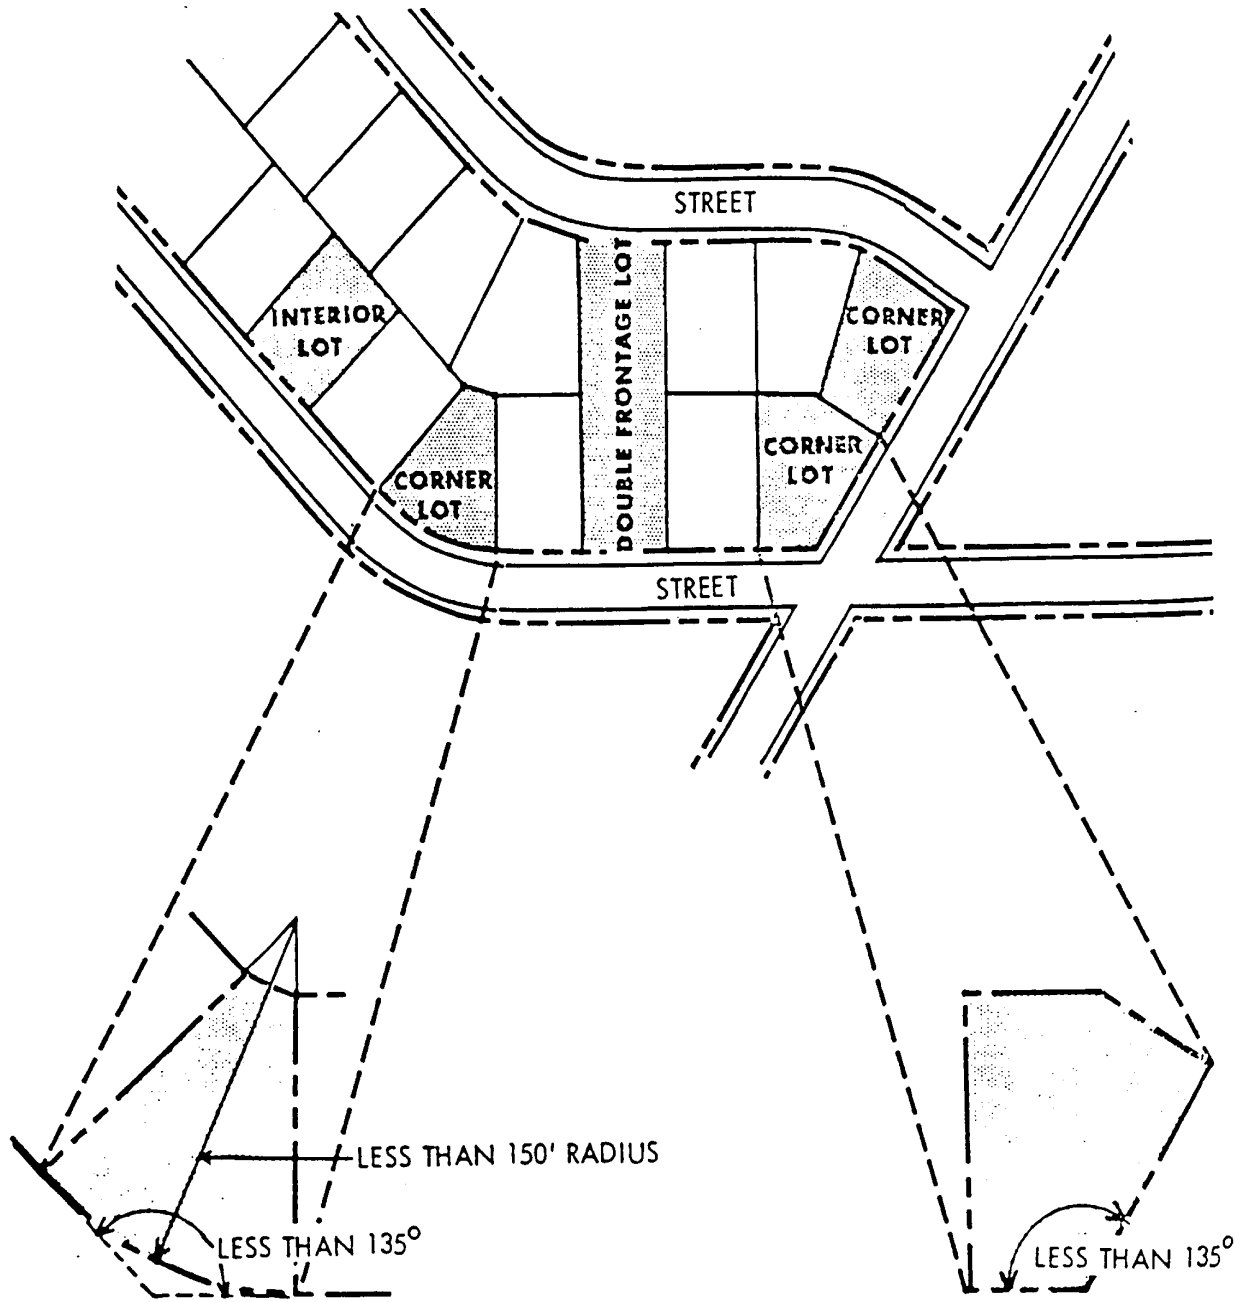 STREET
INTERIOR
LOT
DOUBLE FRONTAGE LOT
CORNER
LOT
CORNER
LOT
CORNER
LOT
STREET
LESS THAN 150' RADIUS
LESS THAN 135°
LESS THAN 135°